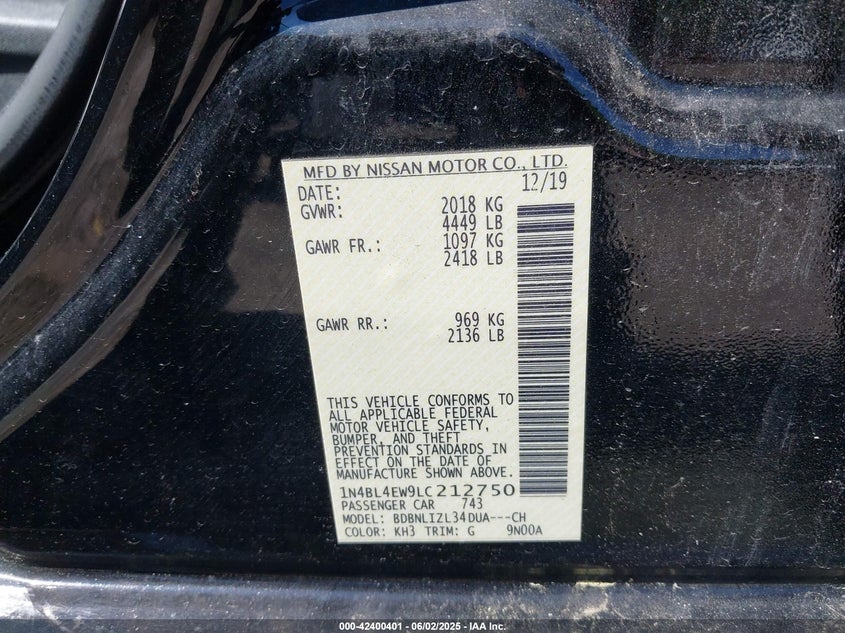 MFD BY NISSAN MOTOR CO., LTD.
DATE: 12/19
GVWR: 2018 KG
4449 LB
GAWR FR.: 1097 KG
2418 LB
GAWR RR.: 969 KG
2136 LB
THIS VEHICLE CONFORMS TO
ALL APPLICABLE FEDERAL
MOTOR VEHICLE SAFETY,
BUMPER, AND THEFT
PREVENTION STANDARDS IN
EFFECT ON THE DATE OF
MANUFACTURE SHOWN ABOVE.
1N4BL4EW9LC212750
PASSENGER CAR 743
MODEL: BDBNLIZL34DUA---CH
COLOR: KH3 TRIM: G 9N00A
000-42400401 - 06/02/2025 - IAA Inc.